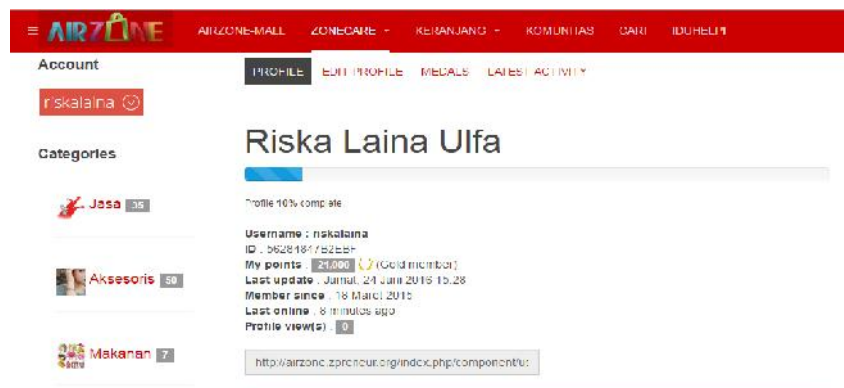 ≡ AIRZONE AIRZONE-MALL ZONECARE KERANJANG KOMUNITAS CARI
Account
PROFILE EDIT PROFILE MEDALS LATEST ACTIVITY
riskalaina
Riska Laina Ulfa
Categories
Profile 10% complete
Jasa 35
Username : riskalaina
ID : 56284847B2EBF
My points : 21,000 (Gold member)
Last update : Jumat, 24 Juni 2016 15:28
Aksesoris 50
Member since : 18 Maret 2015
Last online : 8 minutes ago
Profile view(s) : 0
Makanan 7
http://airzone.zpreneur.org/index.php/component/us